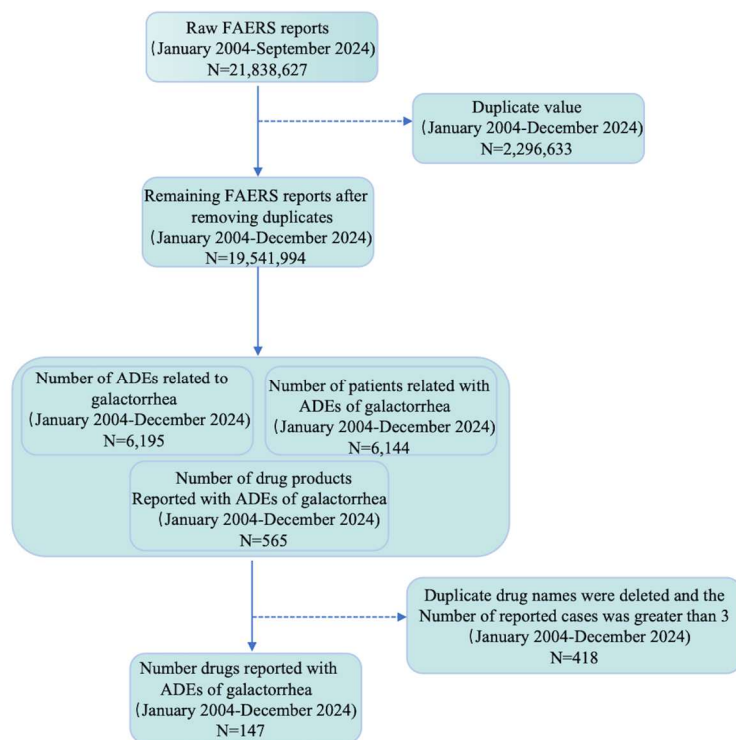 Raw FAERS reports
(January 2004-September 2024)
N=21,838,627
Duplicate value
(January 2004-December 2024)
N=2,296,633
Remaining FAERS reports after
removing duplicates
(January 2004-December 2024)
N=19,541,994
Number of ADEs related to
galactorrhea
(January 2004-December 2024)
N=6,195
Number of patients related with
ADEs of galactorrhea
(January 2004-December 2024)
N=6,144
Number of drug products
Reported with ADEs of galactorrhea
(January 2004-December 2024)
N=565
Duplicate drug names were deleted and the
Number of reported cases was greater than 3
(January 2004-December 2024)
N=418
Number drugs reported with
ADEs of galactorrhea
(January 2004-December 2024)
N=147